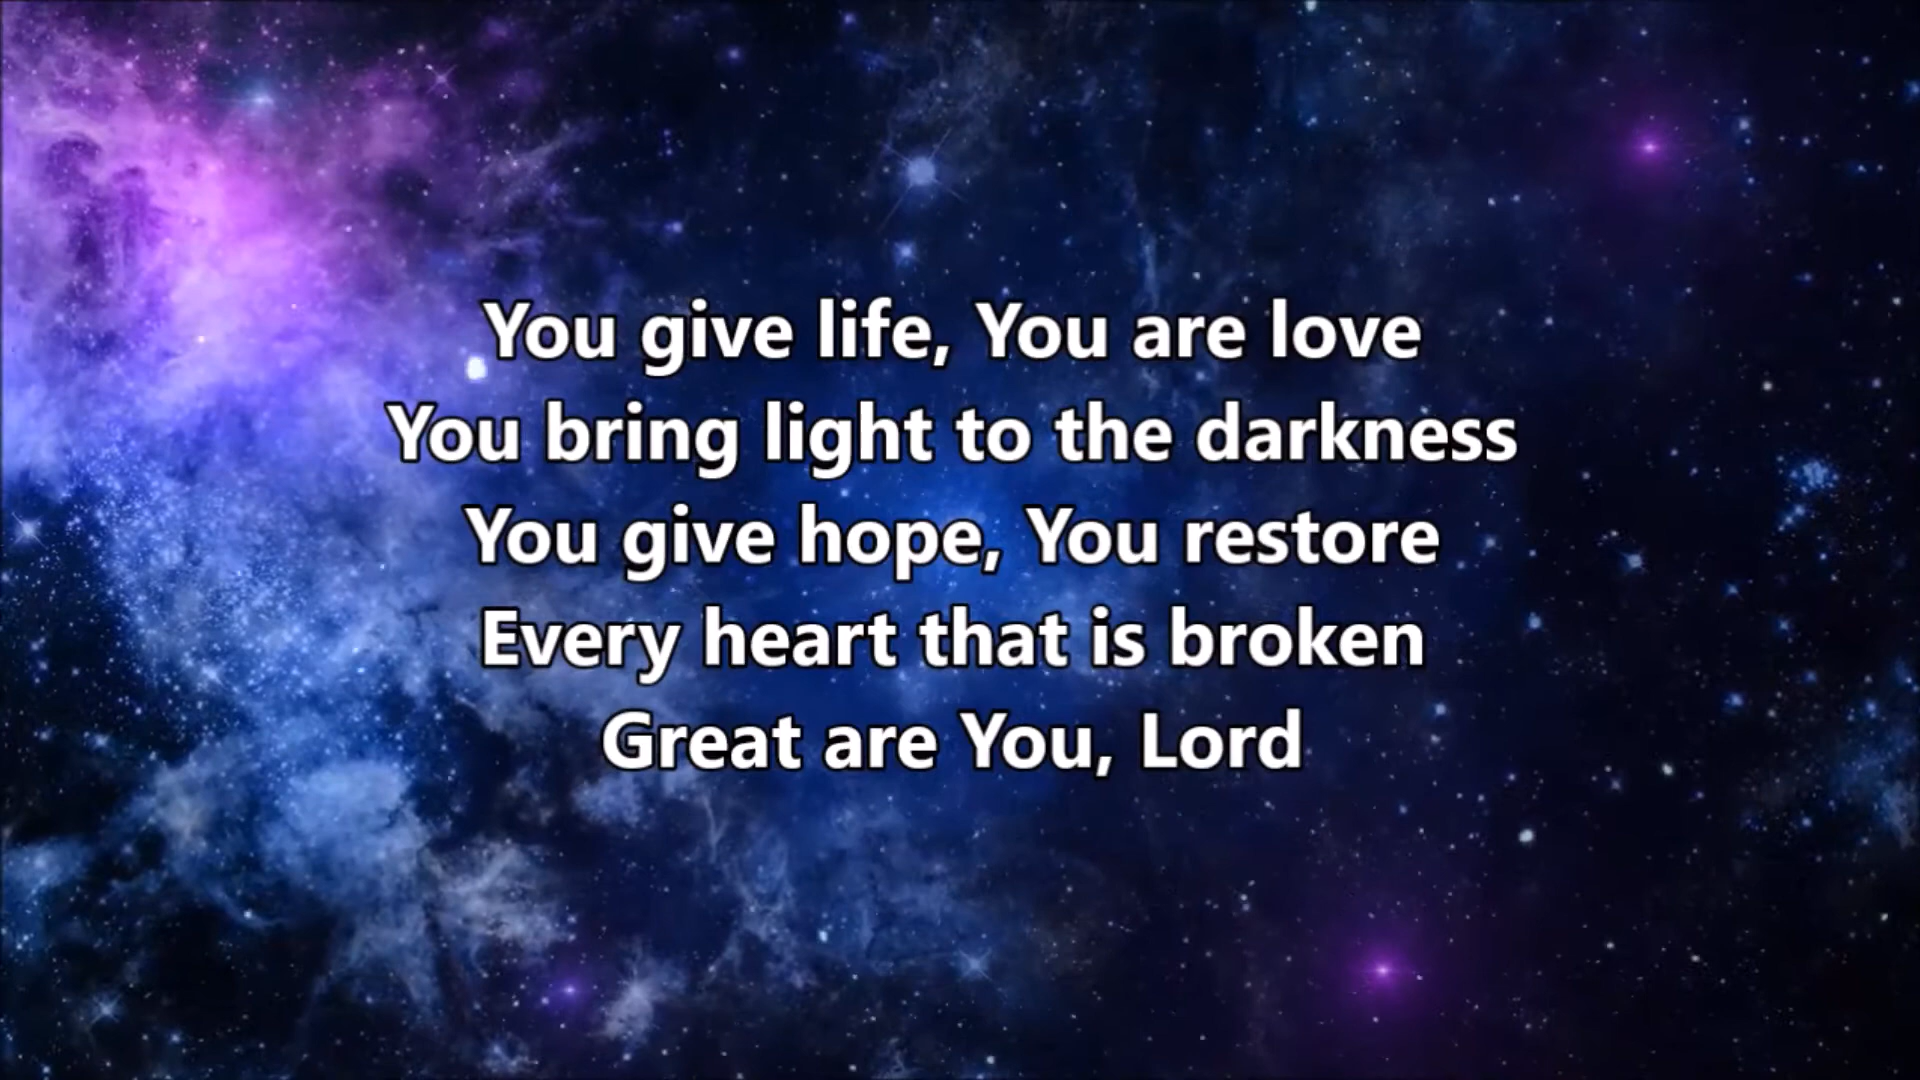 You give life, You are love
You bring light to the darkness
You give hope, You restore
Every heart that is broken
Great are You, Lord